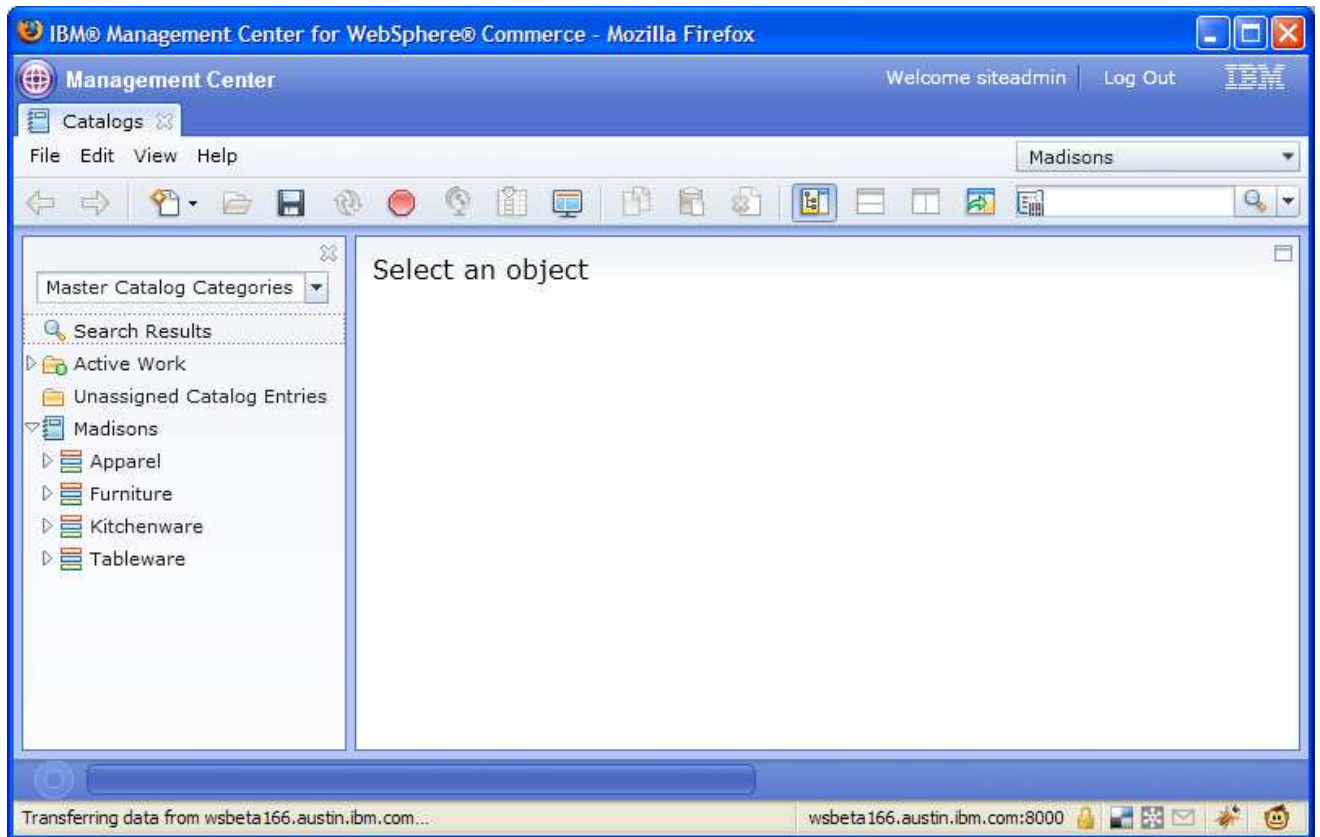 IBM® Management Center for WebSphere® Commerce - Mozilla Firefox
Management Center
Welcome siteadmin
Log Out
IBM
Catalogs
File Edit View Help
Madisons
Master Catalog Categories
Select an object
Search Results
Active Work
Unassigned Catalog Entries
Madisons
Apparel
Furniture
Kitchenware
Tableware
Transferring data from wsbeta166.austin.ibm.com...
wsbeta166.austin.ibm.com:8000